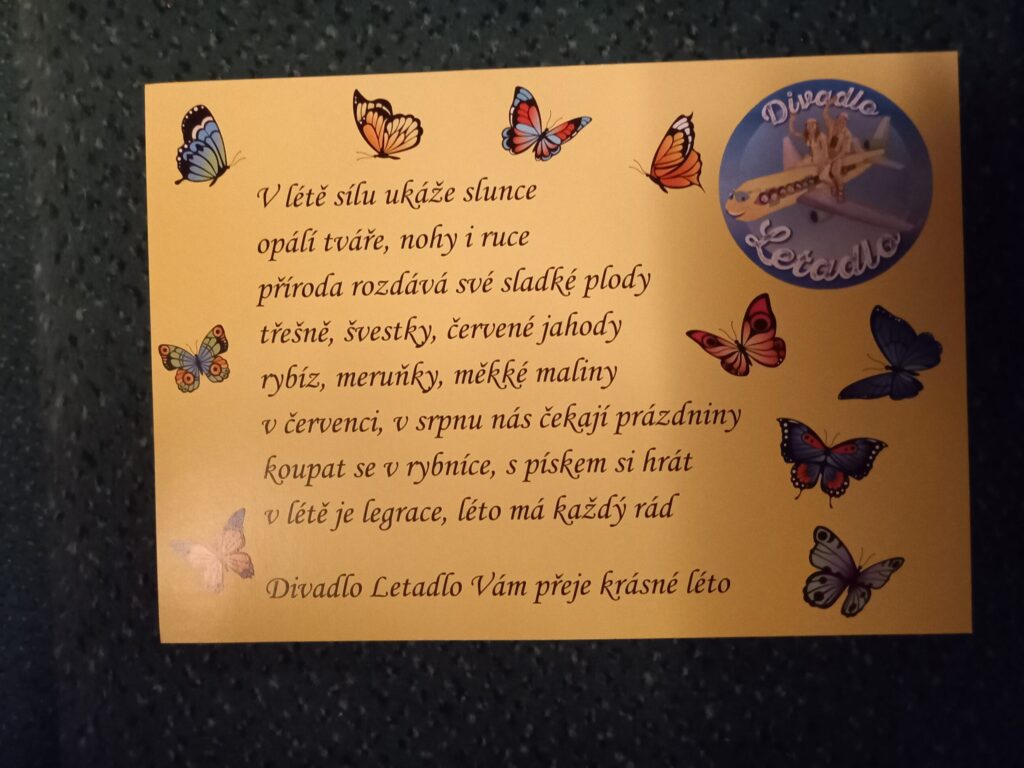 Divadlo
Letadlo
V létě sílu ukáže slunce
opálí tváře, nohy i ruce
příroda rozdává své sladké plody
třešně, švestky, červené jahody
rybíz, meruňky, měkké maliny
v červenci, v srpnu nás čekají prázdniny
koupat se v rybníce, s pískem si hrát
v létě je legrace, léto má každý rád
Divadlo Letadlo Vám přeje krásné léto